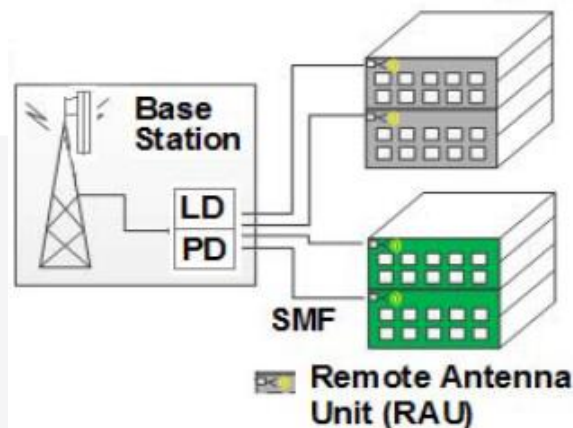 Base
Station
LD
PD
SMF
Remote Antenna
Unit (RAU)